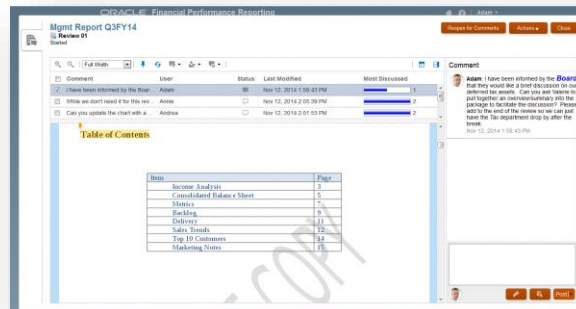 ORACLE Financial Performance Reporting
Adam
Mgmt Report Q3FY14
Review 01
Started
Reopen for Comments
Actions
Close
Full Width
Comment
User
Status
Last Modified
Most Discussed
I have been informed by the Boar...
Adam
Nov 12, 2014 1:58:43 PM
1
While we don't need it for this rev...
Annie
Nov 12, 2014 2:05:39 PM
2
Can you update the chart with a ...
Andrea
Nov 12, 2014 2:01:53 PM
2
Table of Contents
Item Page
Income Analysis 3
Consolidated Balance Sheet 5
Metrics 7
Backlog 9
Delivery 11
Sales Trends 12
Top 10 Customers 14
Marketing Notes 15
COPY
Comment
Adam I have been informed by the Board
that they would like a brief discussion on our
deferred tax assets. Can you ask Valerie to
pull together an overview/summary into the
package to facilitate the discussion? Please
add to the end of the review so we can just
have the Tax department drop by after the
break.
Nov 12, 2014 1:58:43 PM
Post